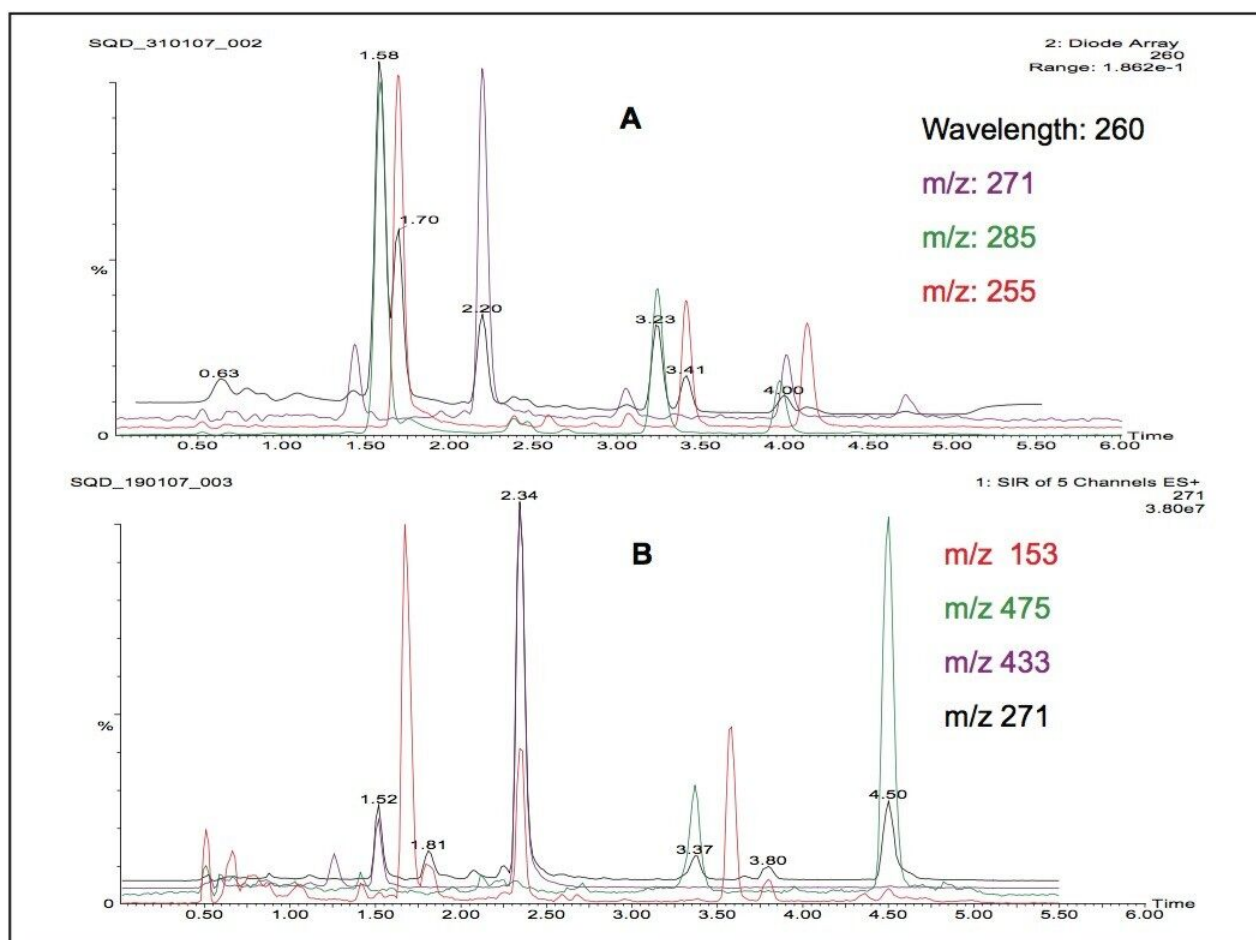 SQD_310107_002
2: Diode Array
260
Range: 1.862e-1
1.58
A
Wavelength: 260
m/z: 271
m/z: 285
m/z: 255
1.70
%
2.20
3.23
3.41
4.00
0.63
0
1.00 1.50 2.00 2.50 3.00 3.50 4.00 4.50 5.00 5.50 6.00 Time
SQD_190107_003
1: SIR of 5 Channels ES+
271
3.80e7
2.34
B
m/z 153
m/z 475
m/z 433
m/z 271
%
1.52
1.81
3.37
3.80
4.50
0
0.50 1.00 1.50 2.00 2.50 3.00 3.50 4.00 4.50 5.00 5.50 6.00 Time